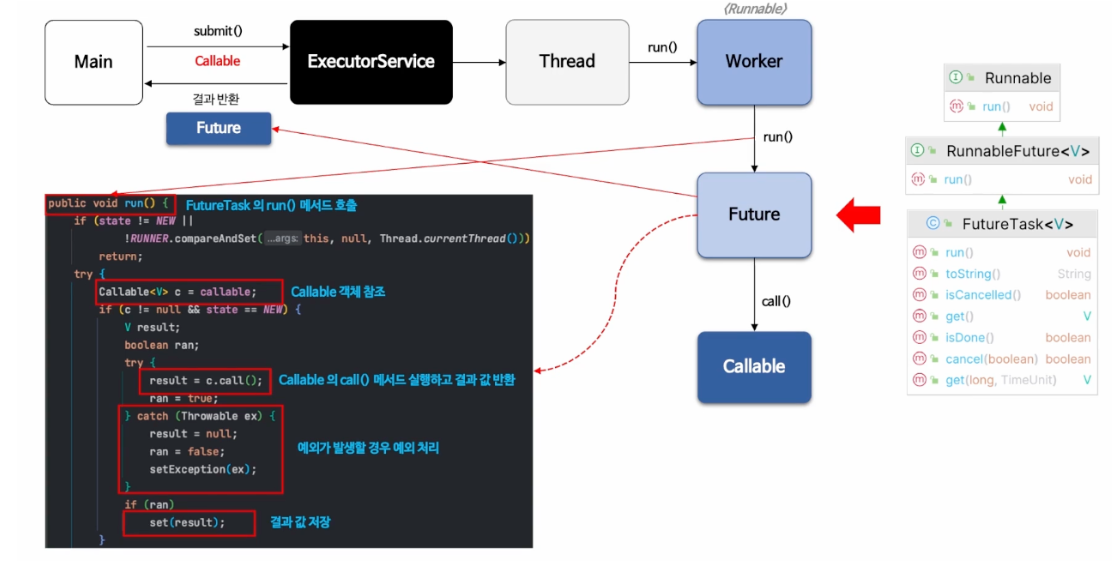 ⟨Runnable⟩
Main
submit()
Callable
결과 반환
Future
ExecutorService
Thread
run()
Worker
run()
Future
call()
Callable
Runnable
run() void
RunnableFuture<V>
run() void
FutureTask<V>
run() void
toString() String
isCancelled() boolean
get() V
isDone() boolean
cancel(boolean) boolean
get(long, TimeUnit) V
public void run() { FutureTask 의 run() 메서드 호출
if (state != NEW ||
!RUNNER.compareAndSet( ...args: this, null, Thread.currentThread()))
return;
try {
Callable<V> c = callable; Callable 객체 참조
if (c != null && state == NEW) {
V result;
boolean ran;
try {
result = c.call(); Callable 의 call() 메서드 실행하고 결과 값 반환
ran = true;
} catch (Throwable ex) {
result = null;
ran = false; 예외가 발생할 경우 예외 처리
setException(ex);
}
if (ran)
set(result); 결과 값 저장
}